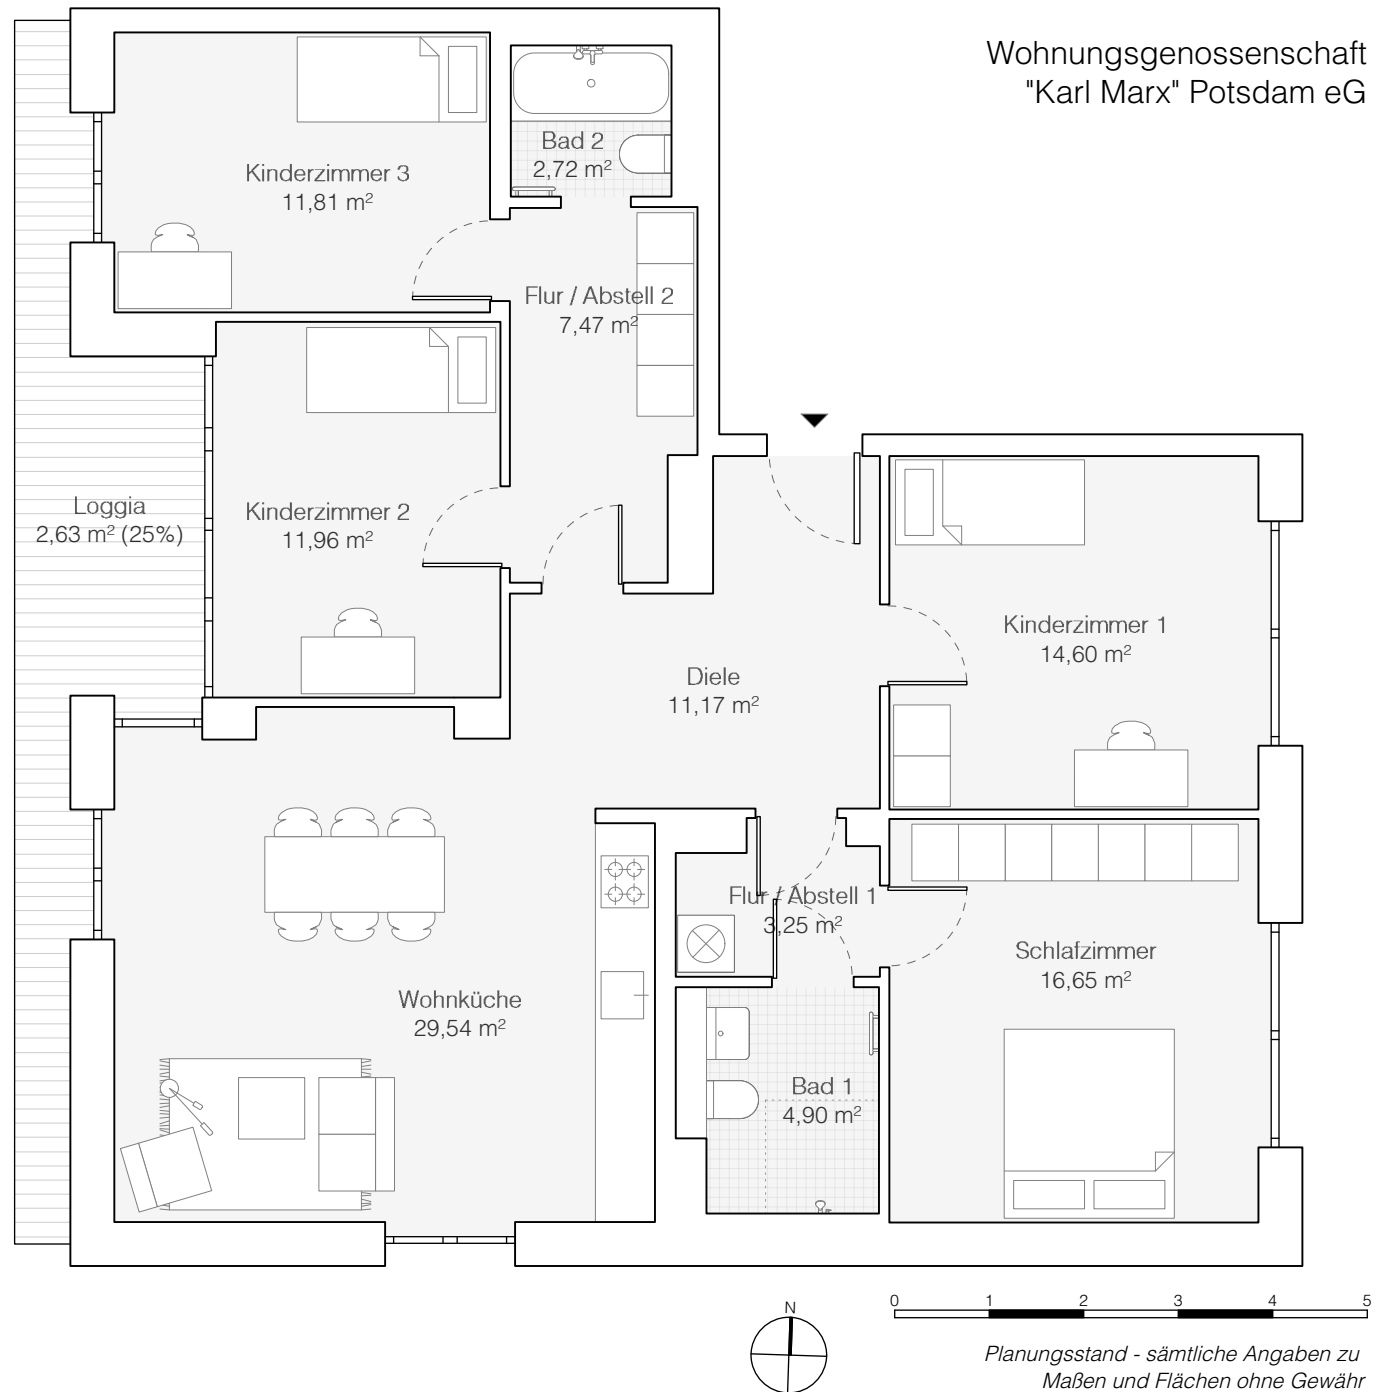 Wohnungsgenossenschaft
"Karl Marx" Potsdam eG
Bad 2
2,72 m²
Kinderzimmer 3
11,81 m²
Flur / Abstell 2
7,47 m²
Loggia
2,63 m² (25%)
Kinderzimmer 2
11,96 m²
Kinderzimmer 1
14,60 m²
Diele
11,17 m²
Flur / Abstell 1
3,25 m²
Schlafzimmer
16,65 m²
Wohnküche
29,54 m²
Bad 1
4,90 m²
N
0 1 2 3 4 5
Planungsstand - sämtliche Angaben zu
Maßen und Flächen ohne Gewähr